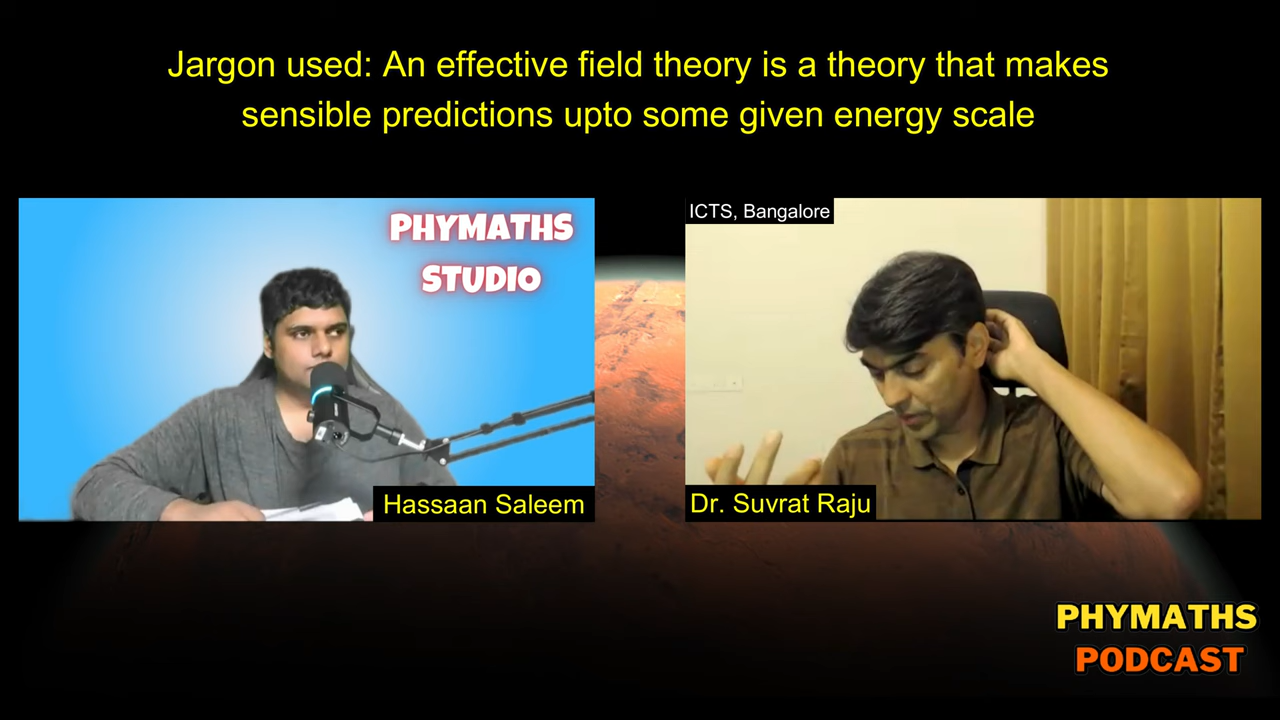 Jargon used: An effective field theory is a theory that makes
sensible predictions upto some given energy scale
PHYMATHS
STUDIO
Hassaan Saleem
ICTS, Bangalore
Dr. Suvrat Raju
PHYMATHS
PODCAST